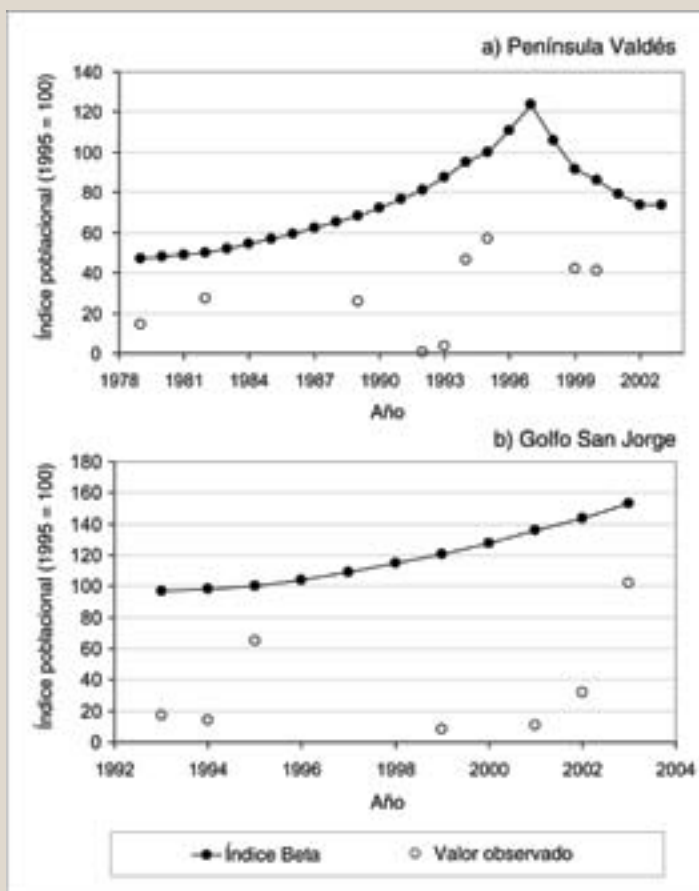 a) Península Valdés
Índice poblacional (1995 = 100)
140
120
100
80
60
40
20
0
1978 1981 1984 1987 1990 1993 1996 1999 2002
Año
b) Golfo San Jorge
Índice poblacional (1995 = 100)
180
160
140
120
100
80
60
40
20
0
1992 1994 1996 1998 2000 2002 2004
Año
Índice Beta Valor observado